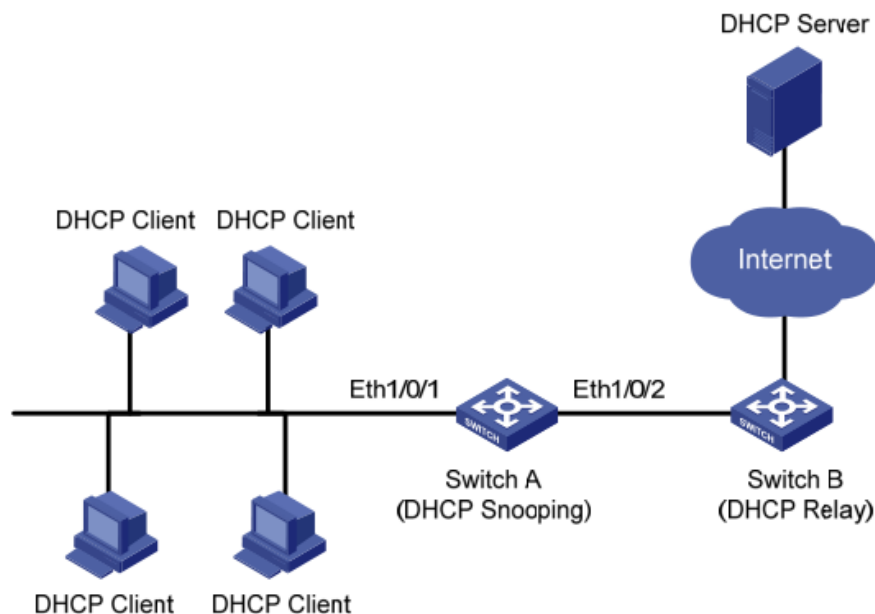 DHCP Server
DHCP Client
DHCP Client
Internet
Eth1/0/1
Eth1/0/2
SWITCH
SWITCH
Switch A
(DHCP Snooping)
Switch B
(DHCP Relay)
DHCP Client
DHCP Client